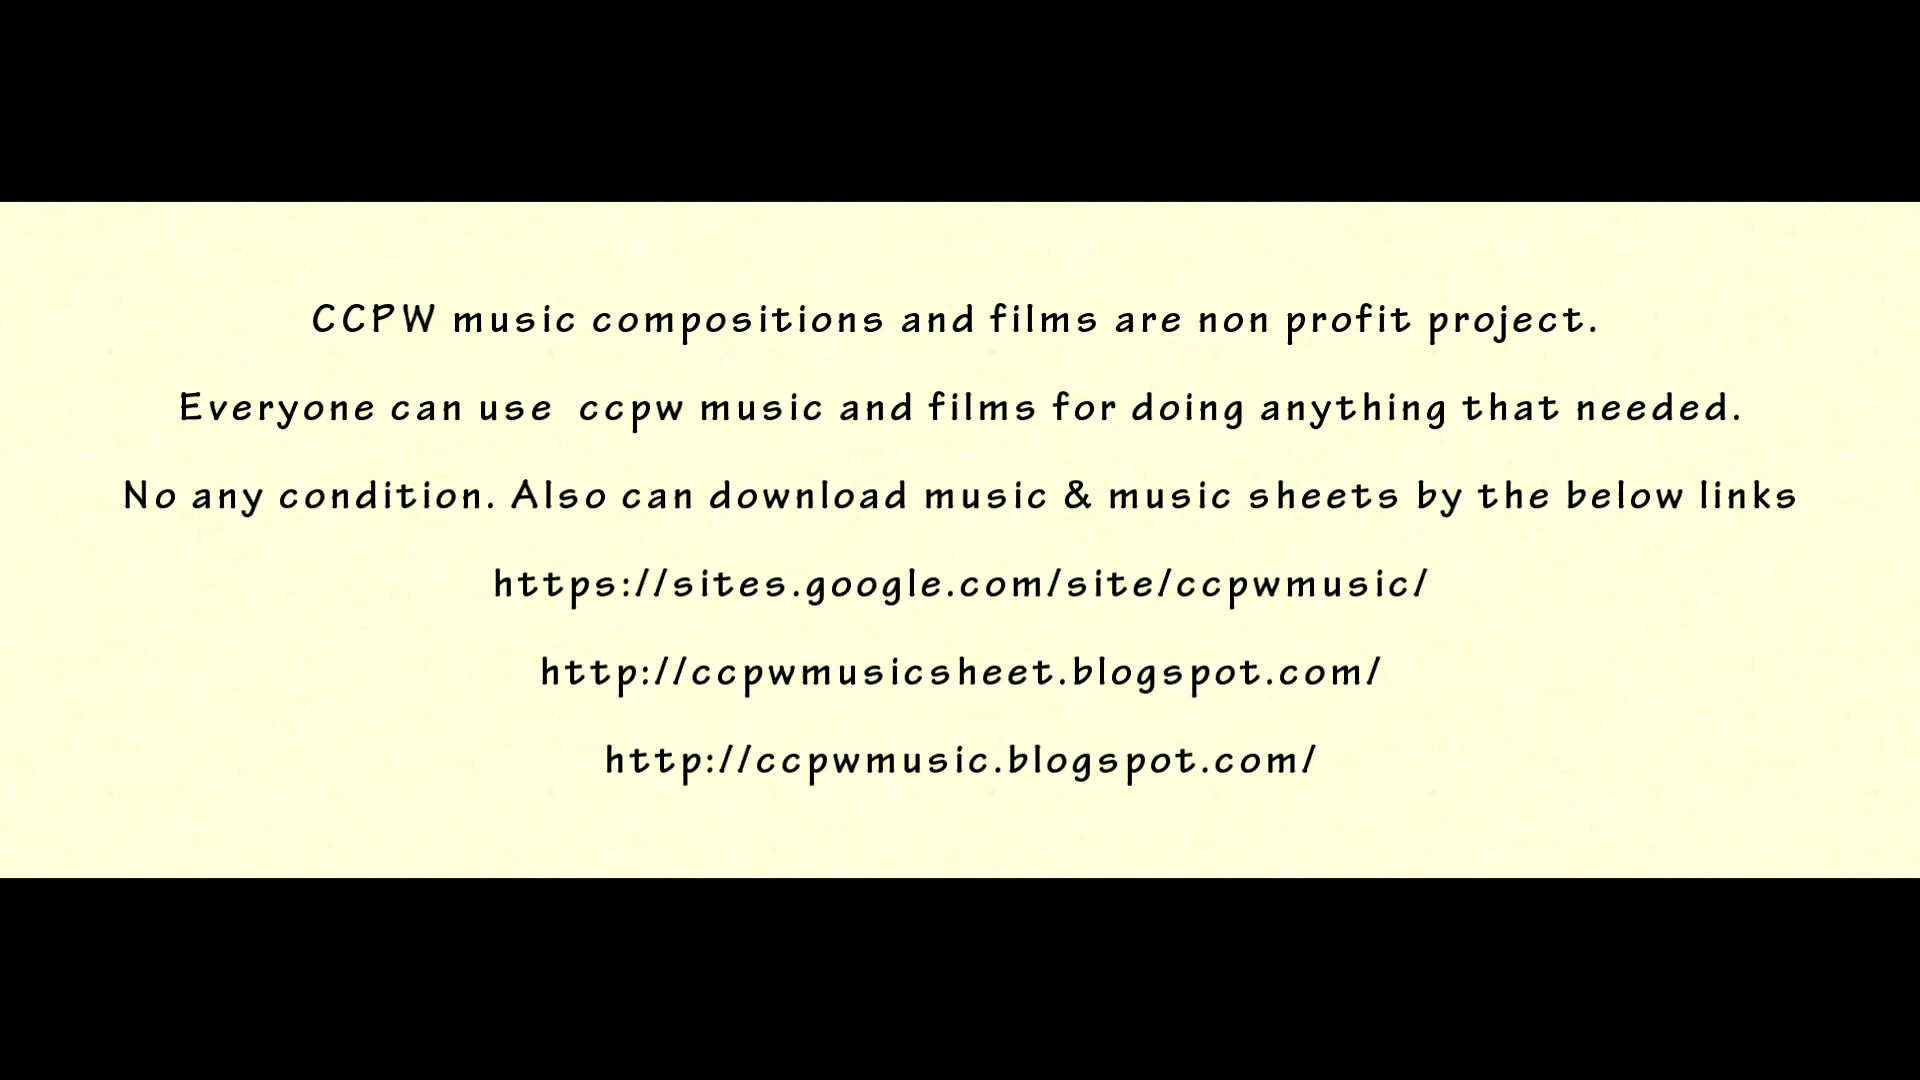 CCPW music compositions and films are non profit project.
Everyone can use ccpw music and films for doing anything that needed.
No any condition. Also can download music & music sheets by the below links
https://sites.google.com/site/ccpwmusic/
http://ccpwmusicsheet.blogspot.com/
http://ccpwmusic.blogspot.com/